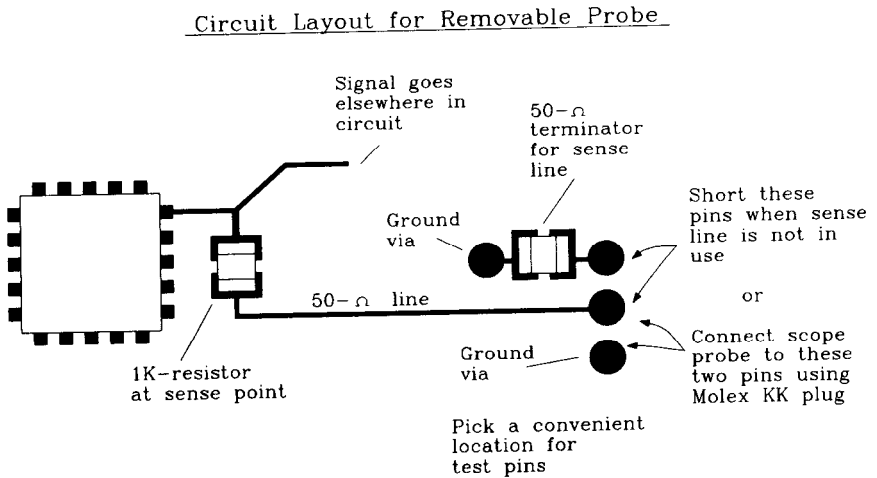 Circuit Layout for Removable Probe
Signal goes
elsewhere in
circuit
50-Ω
terminator
for sense
line
Ground
via
Short these
pins when sense
line is not in
use
or
50-Ω line
Connect scope
probe to these
two pins using
Molex KK plug
Ground
via
1K-resistor
at sense point
Pick a convenient
location for
test pins